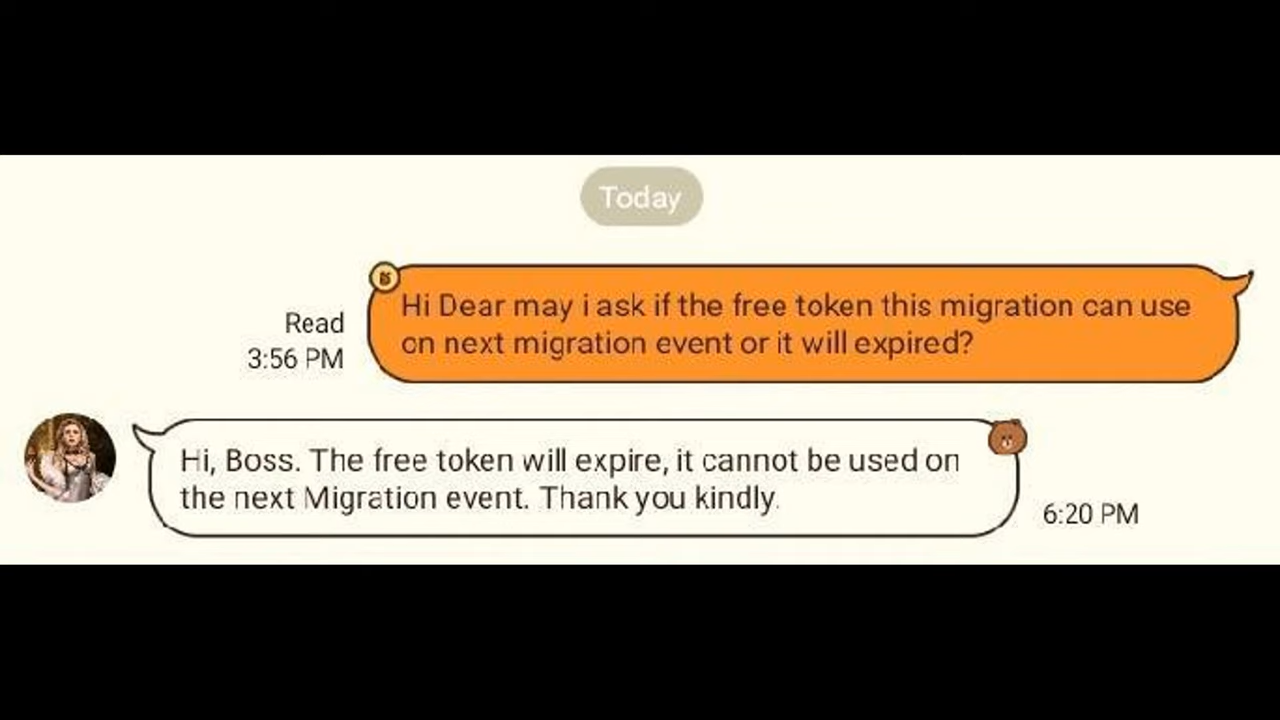 Today
Hi Dear may i ask if the free token this migration can use
on next migration event or it will expired?
Read
3:56 PM
Hi, Boss. The free token will expire, it cannot be used on
the next Migration event. Thank you kindly.
6:20 PM